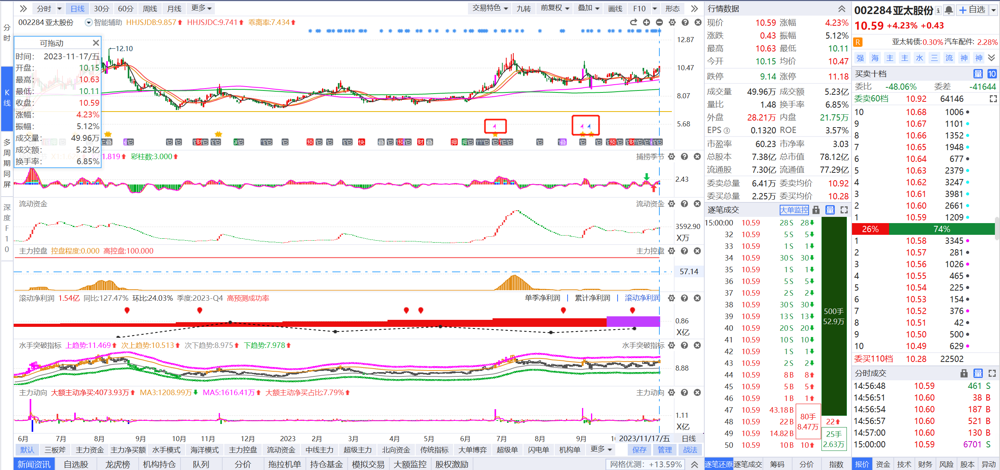 分时 日线 30分 60分 周线 月线 更多 交易特色 九转 前复权 叠加 画线 F10 形态
002284 亚太股份 智能辅助 HHJSJDB:9.857 HHJSJDC:9.741 乖离率:7.434
分时
K线
多周期同屏
深度F10
可拖动
时间: 2023-11-17/五
开盘: 10.15
最高: 10.63
最低: 10.11
收盘: 10.59
涨幅: 4.23%
振幅: 5.12%
成交量: 49.96万
成交额: 5.23亿
换手率: 6.85%
←12.10
12.87
10.47
8.07
5.68
1.819 彩柱数:3.000 捕捞季节
2.43
流动资金 流动资金
3592.90
X万
主力控盘 控盘程度:0.000 高控盘:100.000 主力控盘
57.14
滚动净利润 1.54亿 同比:127.47% 环比:24.03% 季度:2023-Q4 高预测成功率 单季净利润 | 累计净利润 | 滚动净利润
0.86
X亿
水手突破指标 上趋势:11.469 次上趋势:10.513 次下趋势:8.975 下趋势:7.978 水手突破指标
8.88
主力动向 大额主动净买:4073.93万 MA3:1208.99万 MA5:1616.41万 大额主动净买占比:7.79% 主力动向
1.11
X亿
6月 7月 8月 9月 10月 11月 12月 2023 2月 3月 4月 5月 6月 7月 8月 9月 2023/11/17/五 日线
默认 三板斧 主力资金 主力净买额 水手模式 海洋模式 主力控盘 流动资金 中线主力 超级主力 北向资金 传统指标 大单博弈 超级单 闪电单 机构单 更多 保存 管理 战法
新闻资讯 自选股 龙虎榜 机构持仓 队列 分价 拖拉机单 持仓基金 模拟交易 大额监控 股权激励 网格优测: +13.59%
行情数据
现价 10.59 涨幅 4.23%
涨跌 0.43 振幅 5.12%
最高 10.63 最低 10.11
今开 10.15 均价 10.47
跌停 9.14 涨停 11.18
成交量 49.96万 成交额 5.23亿
量比 1.48 换手率 6.85%
外盘 28.21万 内盘 21.75万
EPS③ 0.1320 ROE 3.57%
市盈率 60.23 市净率 3.03
总股本 7.38亿 总市值 78.12亿
流通股 7.30亿 流通值 77.29亿
委卖总量 6.41万 委卖均价 10.92
委买总量 2.25万 委买均价 10.28
逐笔成交 大单监控 量
15:00:00 10.59 28 S 28
32 10.59 5 S 5
33 10.59 1 S 1
34 10.59 30 S 30
35 10.59 1 S 1
36 10.59 5 S 5
37 10.59 2 S 2
38 10.59 30 S 30
39 10.59 13 S 13
40 10.59 20 S 20
41 10.59 10 S 10
42 10.59 1 S 1
43 10.59 2 S 2
44 10.59 8 B 8
45 10.59 5 B 5
46 10.59 1 B 1
47 10.59 43.18 B
48 10.59 22 B
49 10.59 14.82 B
50 10.59 10 B 10
500手
52.9万
80手
8.47万
22
25手
2.63万
逐笔还原 逐笔成交 筹码 分价 指数
002284 亚太股份 自选
10.59 +4.23% +0.43
R 亚太转债:0.30% 汽车配件: 2.28%
强 海 主 主 水 三 流 神 神
买卖十档 量 10
委比 -48.06% 委差 -41644
委卖60档 10.92 64146
10 10.68 1006
9 10.67 1101
8 10.66 1352
7 10.65 1948
6 10.64 677
5 10.63 2379
4 10.62 3247
3 10.61 3981
2 10.60 2661
1 10.59 1209
26% 74%
1 10.58 3345
2 10.57 281
3 10.56 1026
4 10.55 465
5 10.54 225
6 10.53 154
7 10.52 376
8 10.51 42
9 10.50 500
10 10.49 629
委买110档 10.28 22502
分时成交 量
14:56:48 10.59 461 S
14:56:51 10.60 38 B
14:56:54 10.60 187 B
14:56:57 10.60 521 B
14:57:00 10.60 130 B
15:00:00 10.59 6701 S
报价 资金 技术 财务 风险 股本 异动